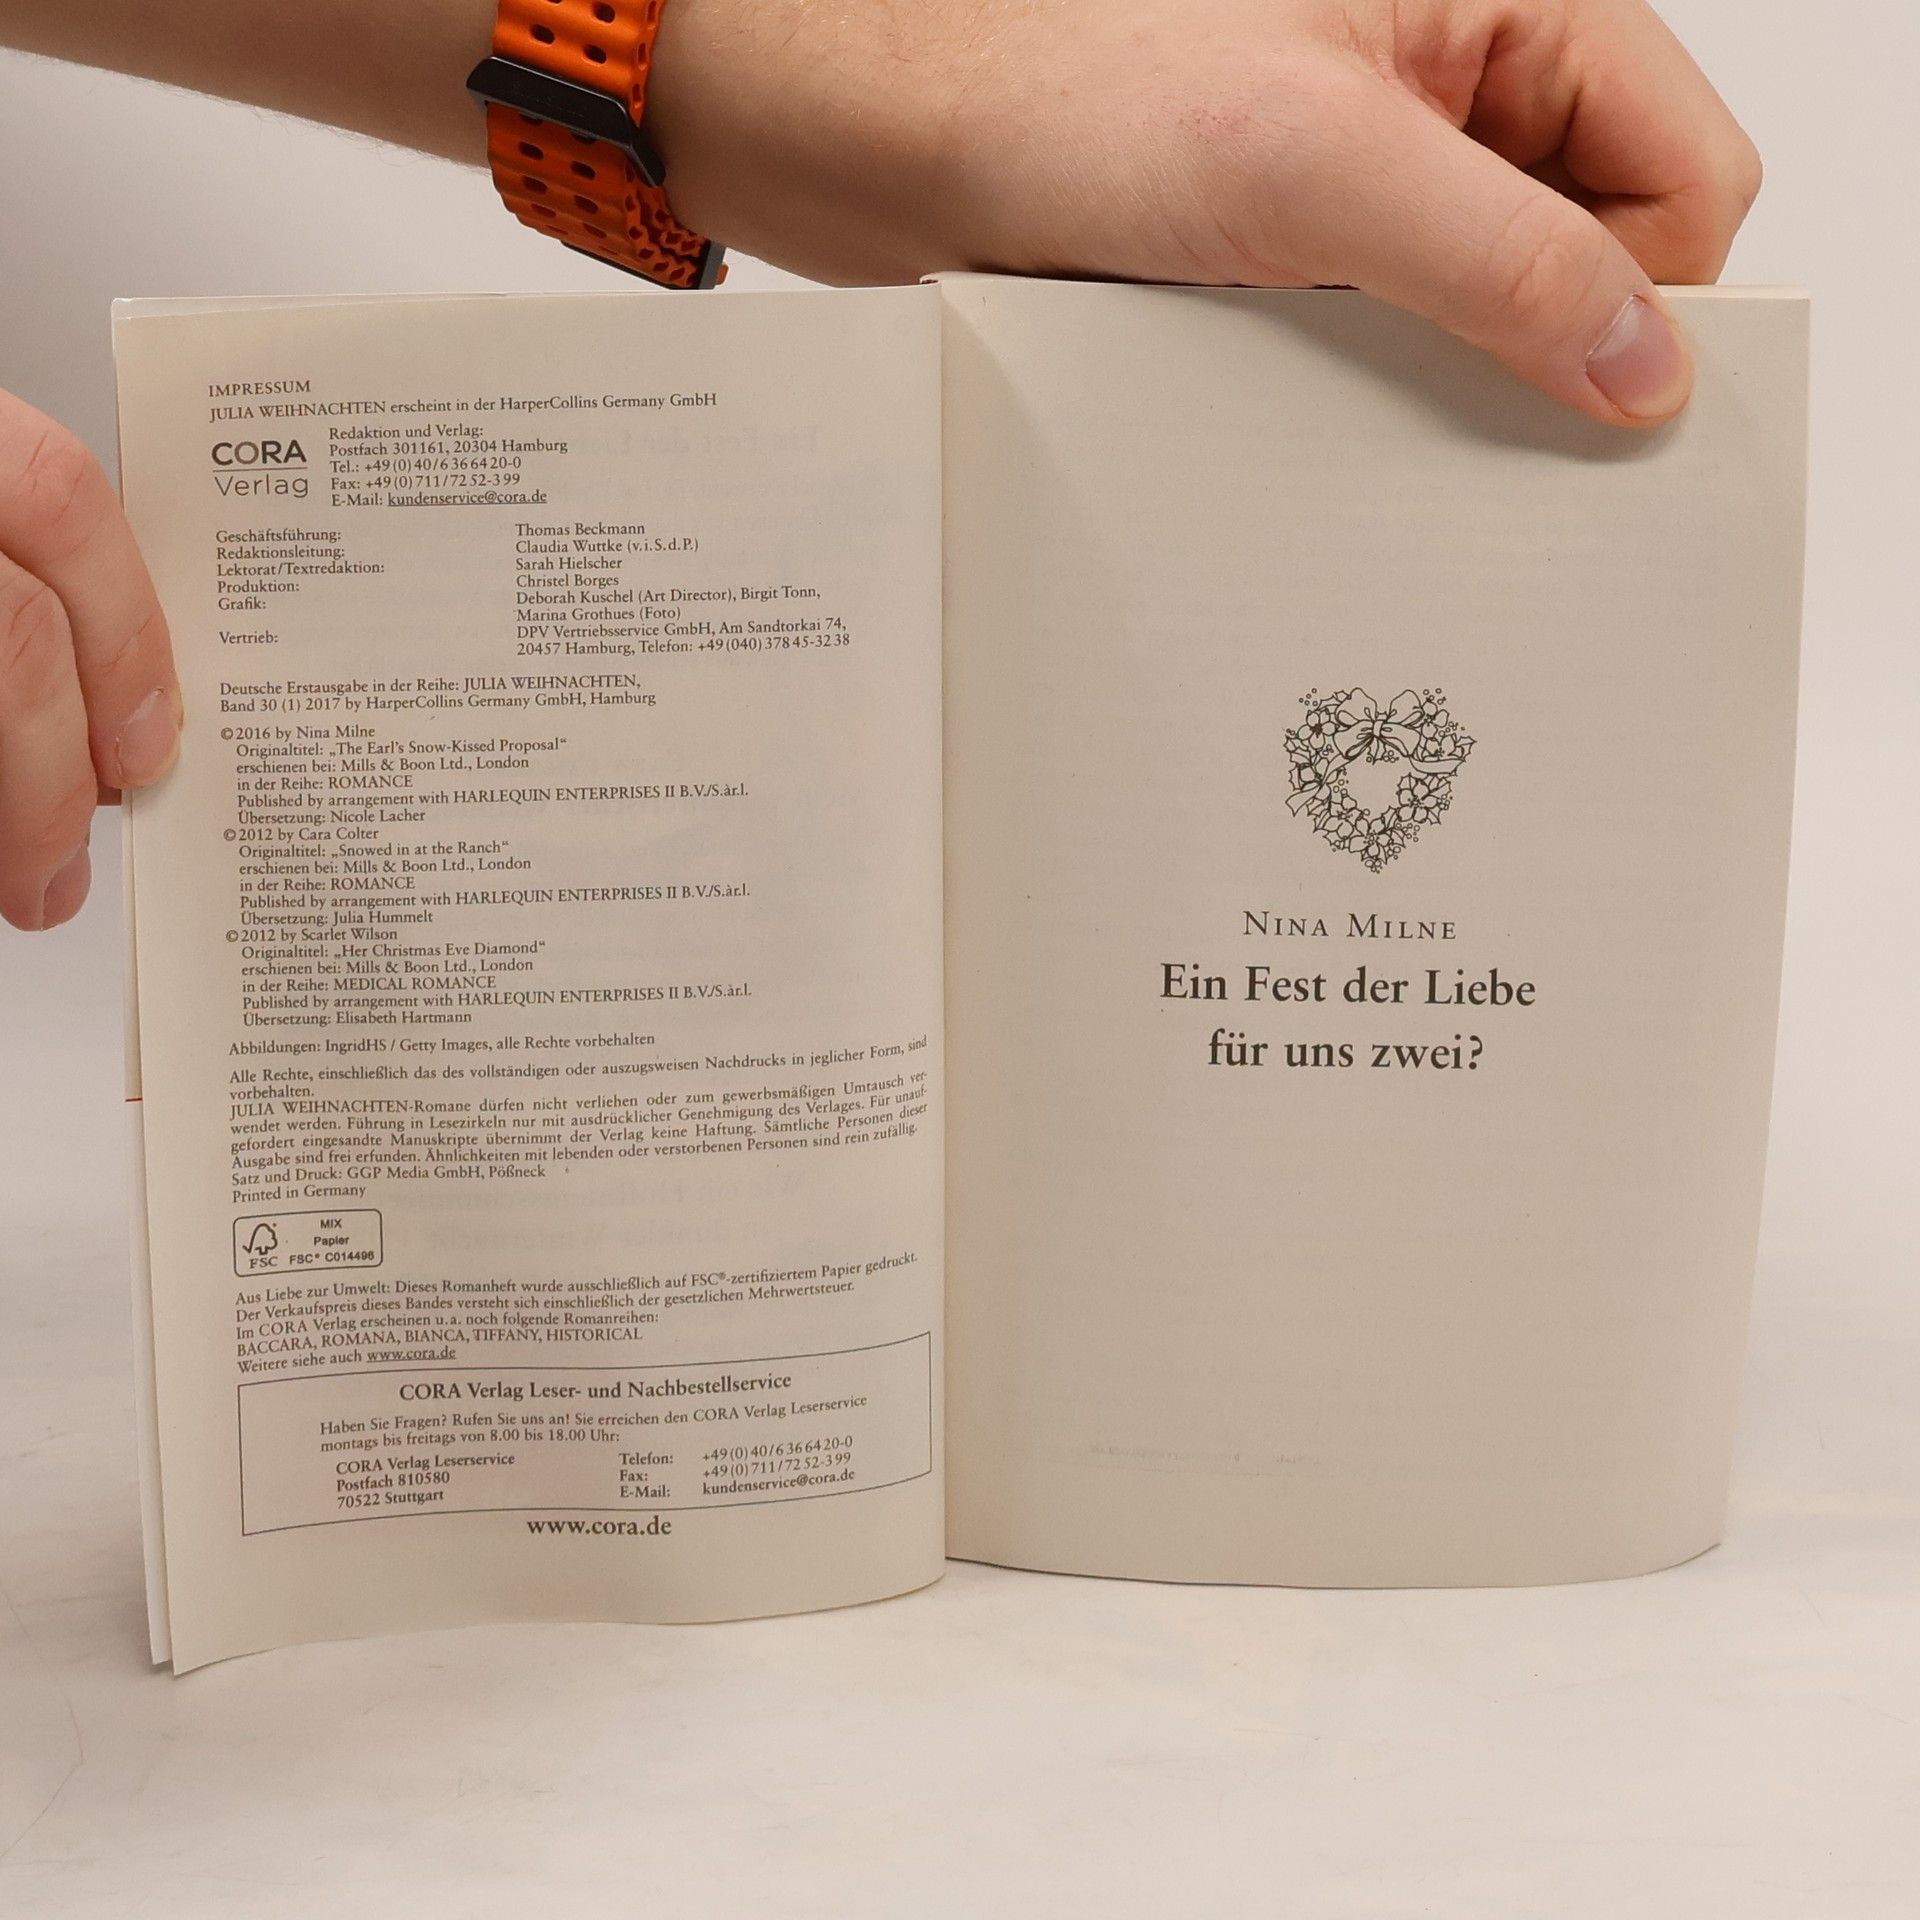 IMPRESSUM
JULIA WEIHNACHTEN erscheint in der HarperCollins Germany GmbH
CORA
Verlag
Redaktion und Verlag:
Postfach 301161, 20304 Hamburg
Tel.: +49(0)40/6366420-0
Fax: +49(0)711/7252-399
E-Mail: kundenservice@cora.de
Geschäftsführung: Thomas Beckmann
Redaktionsleitung: Claudia Wuttke (v.i.S.d.P.)
Lektorat/Textredaktion: Sarah Hielscher
Produktion: Christel Borges
Grafik: Deborah Kuschel (Art Director), Birgit Tonn,
Marina Grothues (Foto)
Vertrieb: DPV Vertriebsservice GmbH, Am Sandtorkai 74,
20457 Hamburg, Telefon: +49(040)37845-3238
Deutsche Erstausgabe in der Reihe: JULIA WEIHNACHTEN,
Band 30 (1) 2017 by HarperCollins Germany GmbH, Hamburg
©2016 by Nina Milne
Originaltitel: „The Earl's Snow-Kissed Proposal“
erschienen bei: Mills & Boon Ltd., London
in der Reihe: ROMANCE
Published by arrangement with HARLEQUIN ENTERPRISES II B.V./S.àr.l.
Übersetzung: Nicole Lacher
©2012 by Cara Colter
Originaltitel: „Snowed in at the Ranch“
erschienen bei: Mills & Boon Ltd., London
in der Reihe: ROMANCE
Published by arrangement with HARLEQUIN ENTERPRISES II B.V./S.àr.l.
Übersetzung: Julia Hummelt
©2012 by Scarlet Wilson
Originaltitel: „Her Christmas Eve Diamond“
erschienen bei: Mills & Boon Ltd., London
in der Reihe: MEDICAL ROMANCE
Published by arrangement with HARLEQUIN ENTERPRISES II B.V./S.àr.l.
Übersetzung: Elisabeth Hartmann
Abbildungen: IngridHS / Getty Images, alle Rechte vorbehalten
Alle Rechte, einschließlich das des vollständigen oder auszugsweisen Nachdrucks in jeglicher Form, sind
vorbehalten.
JULIA WEIHNACHTEN-Romane dürfen nicht verliehen oder zum gewerbsmäßigen Umtausch ver-
wendet werden. Führung in Lesezirkeln nur mit ausdrücklicher Genehmigung des Verlages. Für unauf-
gefordert eingesandte Manuskripte übernimmt der Verlag keine Haftung. Sämtliche Personen dieser
Ausgabe sind frei erfunden. Ähnlichkeiten mit lebenden oder verstorbenen Personen sind rein zufällig.
Satz und Druck: GGP Media GmbH, Pößneck
Printed in Germany
MIX
Papier
FSC FSC® C014496
Aus Liebe zur Umwelt: Dieses Romanheft wurde ausschließlich auf FSC®-zertifiziertem Papier gedruckt.
Der Verkaufspreis dieses Bandes versteht sich einschließlich der gesetzlichen Mehrwertsteuer.
Im CORA Verlag erscheinen u.a. noch folgende Romanreihen:
BACCARA, ROMANA, BIANCA, TIFFANY, HISTORICAL
Weitere siehe auch www.cora.de
CORA Verlag Leser- und Nachbestellservice
Haben Sie Fragen? Rufen Sie uns an! Sie erreichen den CORA Verlag Leserservice
montags bis freitags von 8.00 bis 18.00 Uhr:
CORA Verlag Leserservice Telefon: +49(0)40/6366420-0
Postfach 810580 Fax: +49(0)711/7252-399
70522 Stuttgart E-Mail: kundenservice@cora.de
www.cora.de
NINA MILNE
Ein Fest der Liebe
für uns zwei?